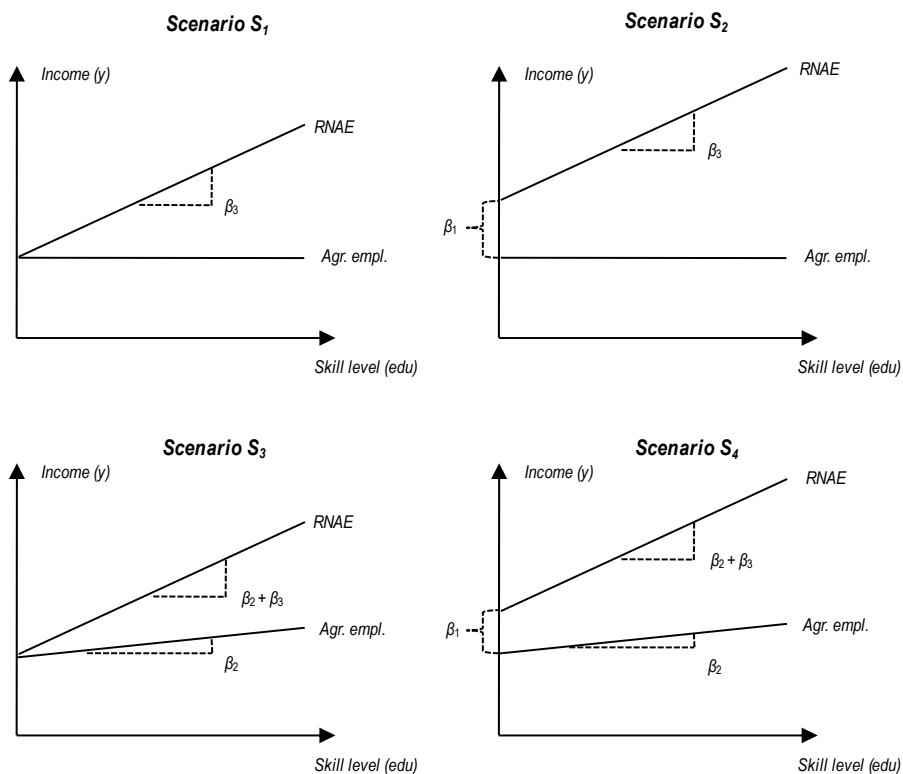 Scenario S₁
Income (y)
RNAE
β₃
Agr. empl.
Skill level (edu)
Scenario S₂
Income (y)
RNAE
β₃
β₁
Agr. empl.
Skill level (edu)
Scenario S₃
Income (y)
RNAE
β₂ + β₃
Agr. empl.
β₂
Skill level (edu)
Scenario S₄
Income (y)
RNAE
β₂ + β₃
β₁
Agr. empl.
β₂
Skill level (edu)